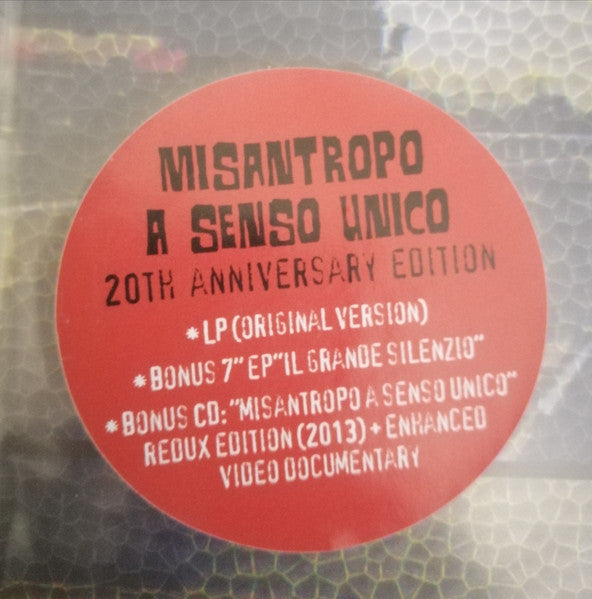 MISANTROPO
A SENSO UNICO
20TH ANNIVERSARY EDITION
*LP (ORIGINAL VERSION)
*BONUS 7" EP"IL GRANDE SILENZIO"
*BONUS CD: "MISANTROPO A SENSO UNICO"
REDUX EDITION (2013) + ENHANCED
VIDEO DOCUMENTARY